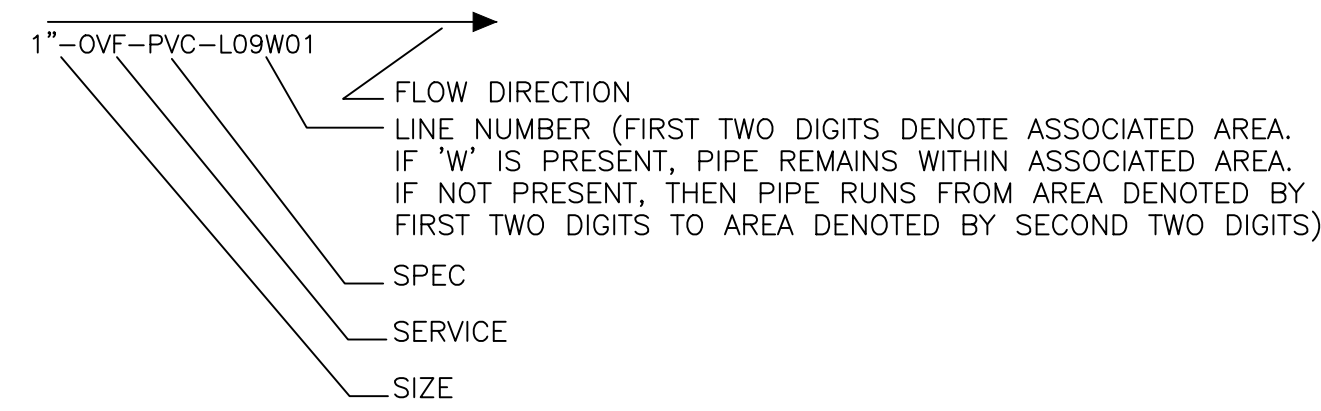 1”-OVF-PVC-L09W01
FLOW DIRECTION
LINE NUMBER (FIRST TWO DIGITS DENOTE ASSOCIATED AREA.
IF 'W' IS PRESENT, PIPE REMAINS WITHIN ASSOCIATED AREA.
IF NOT PRESENT, THEN PIPE RUNS FROM AREA DENOTED BY
FIRST TWO DIGITS TO AREA DENOTED BY SECOND TWO DIGITS)
SPEC
SERVICE
SIZE